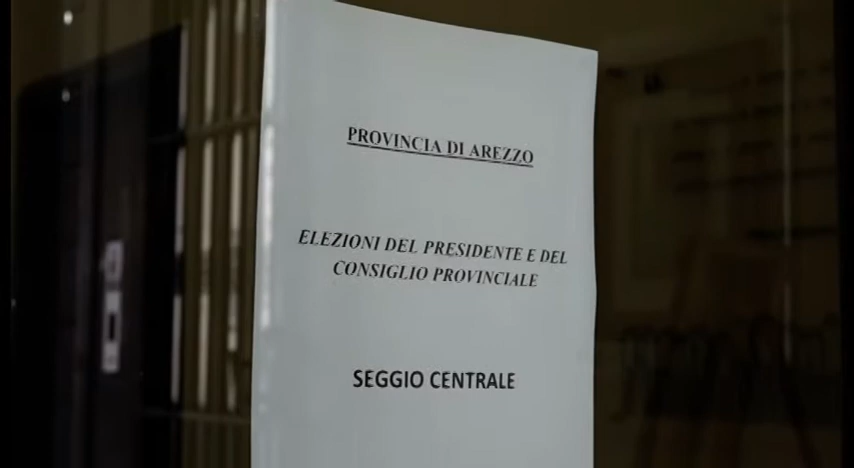 PROVINCIA DI AREZZO
ELEZIONI DEL PRESIDENTE E DEL
CONSIGLIO PROVINCIALE
SEGGIO CENTRALE